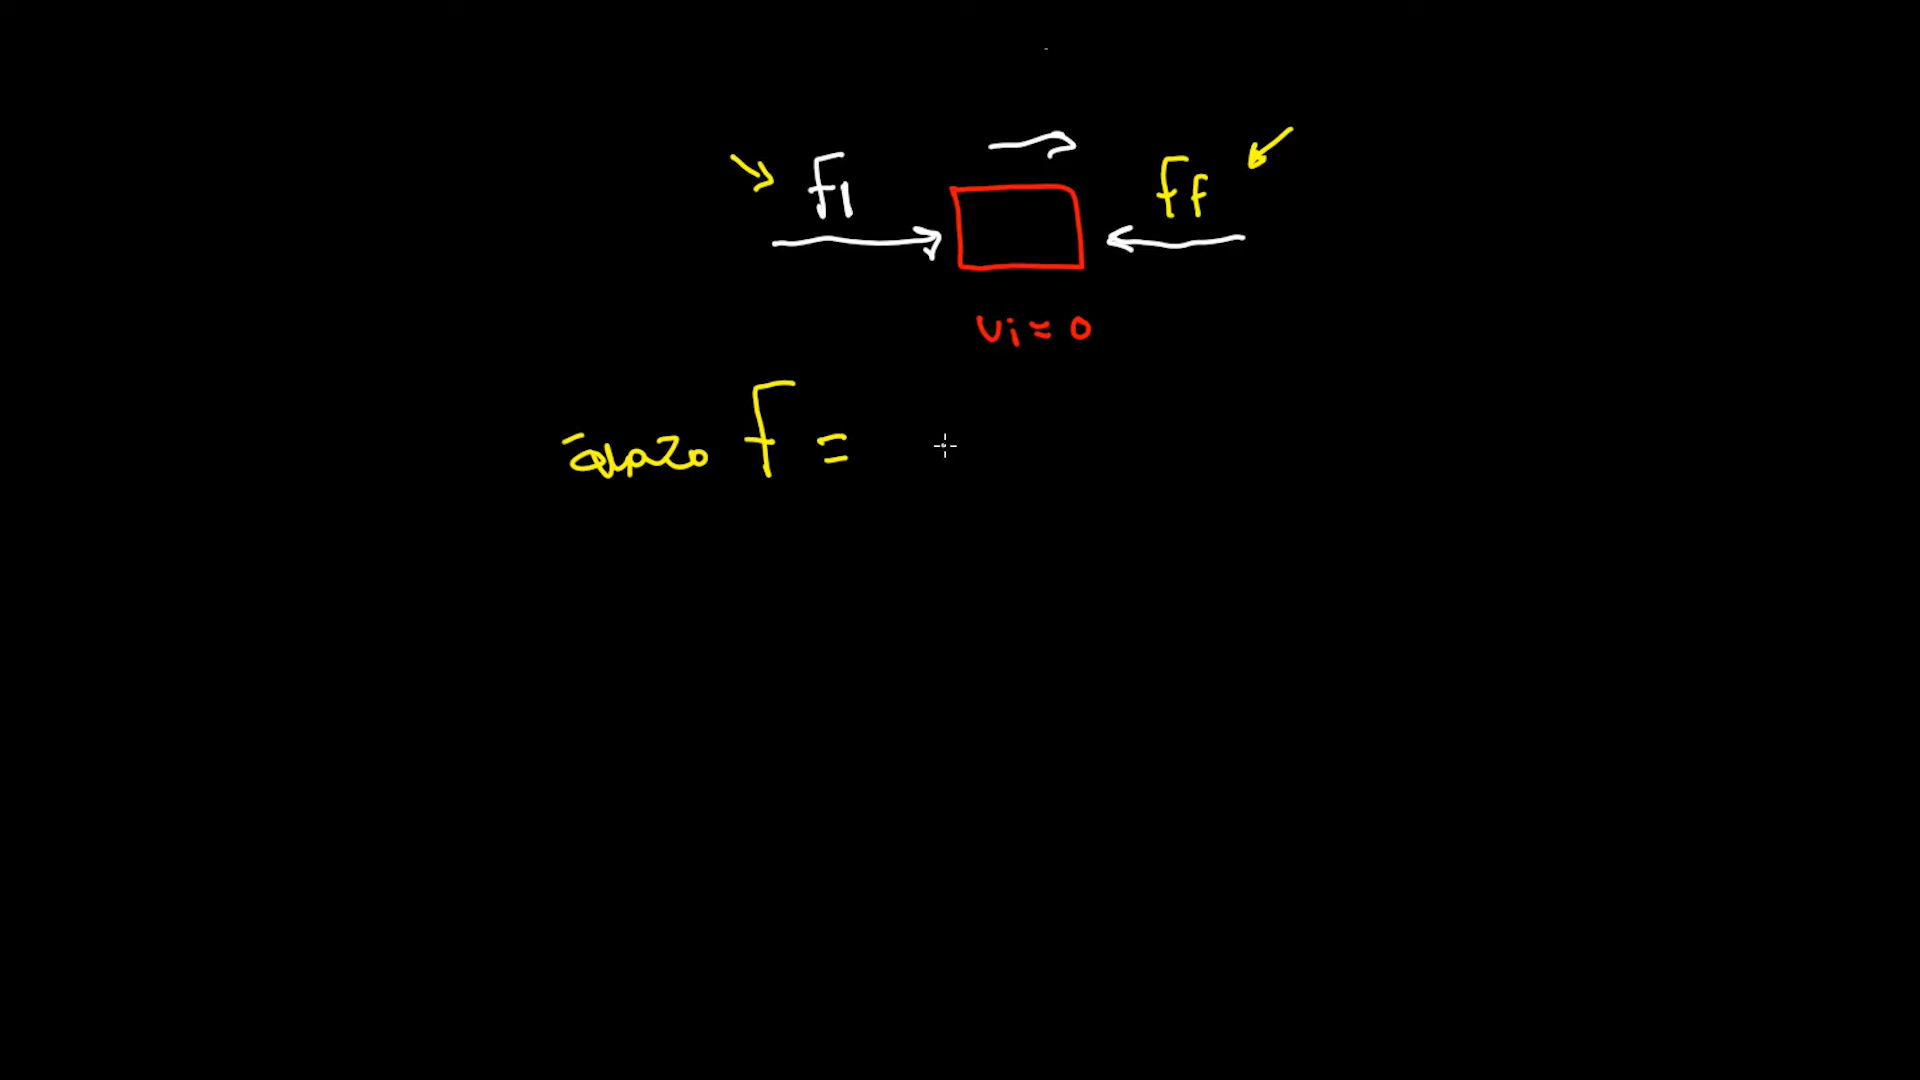 F1
Ff
vi = 0
F =